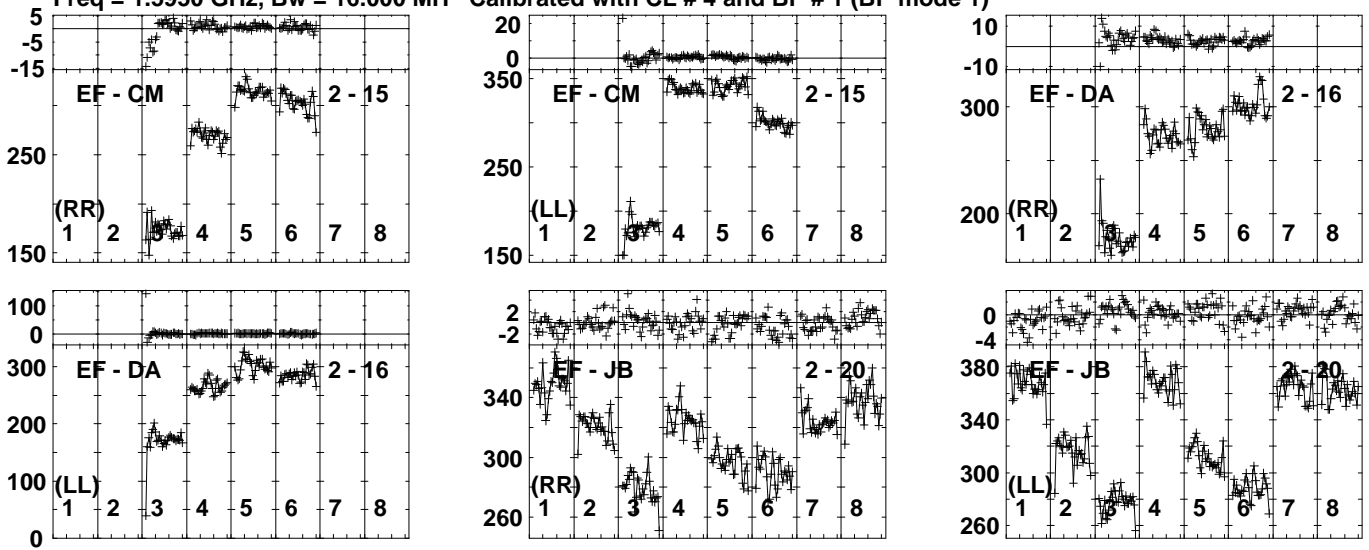 Freq = GHz, Bw = 16.000 MH Calibrated with CL # 4 and BP # 1 (BP mode 1)
5
-5
-15
EF - CM 2 - 15
250
150
(RR)
1 2 3 4 5 6 7 8
20
0
350
250
150
EF - CM 2 - 15
(LL)
1 2 3 4 5 6 7 8
10
-10
300
200
EF - DA 2 - 16
(RR)
1 2 3 4 5 6 7 8
100
0
300
200
100
0
EF - DA 2 - 16
(LL)
1 2 3 4 5 6 7 8
2
-2
340
300
260
EF - JB 2 - 20
(RR)
1 2 3 4 5 6 7 8
0
-4
380
340
300
260
EF - JB 2 - 20
(LL)
1 2 3 4 5 6 7 8